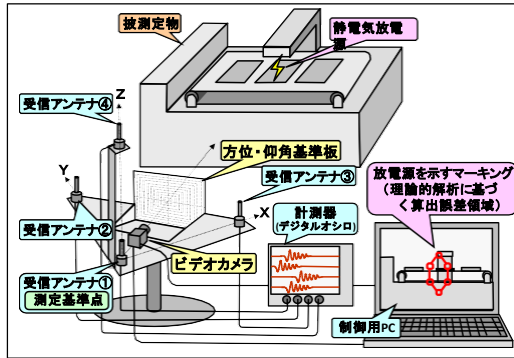 披測定物
静電気放電
源
Z
受信アンテナ④
方位・仰角基準板
受信アンテナ③
Y
X
放電源を示すマーキング
(理論的解析に基づ
く算出誤差領域)
受信アンテナ②
計測器
(デジタルオシロ)
ビデオカメラ
受信アンテナ①
測定基準点
制御用PC